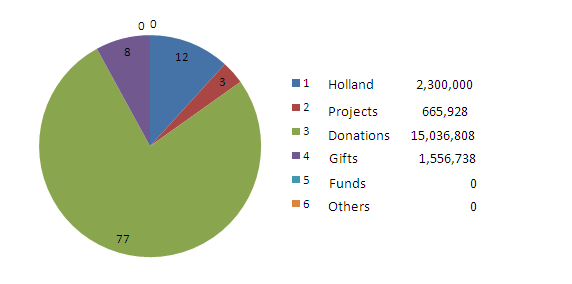 0 0
8 12
3
77
1 Holland 2,300,000
2 Projects 665,928
3 Donations 15,036,808
4 Gifts 1,556,738
5 Funds 0
6 Others 0